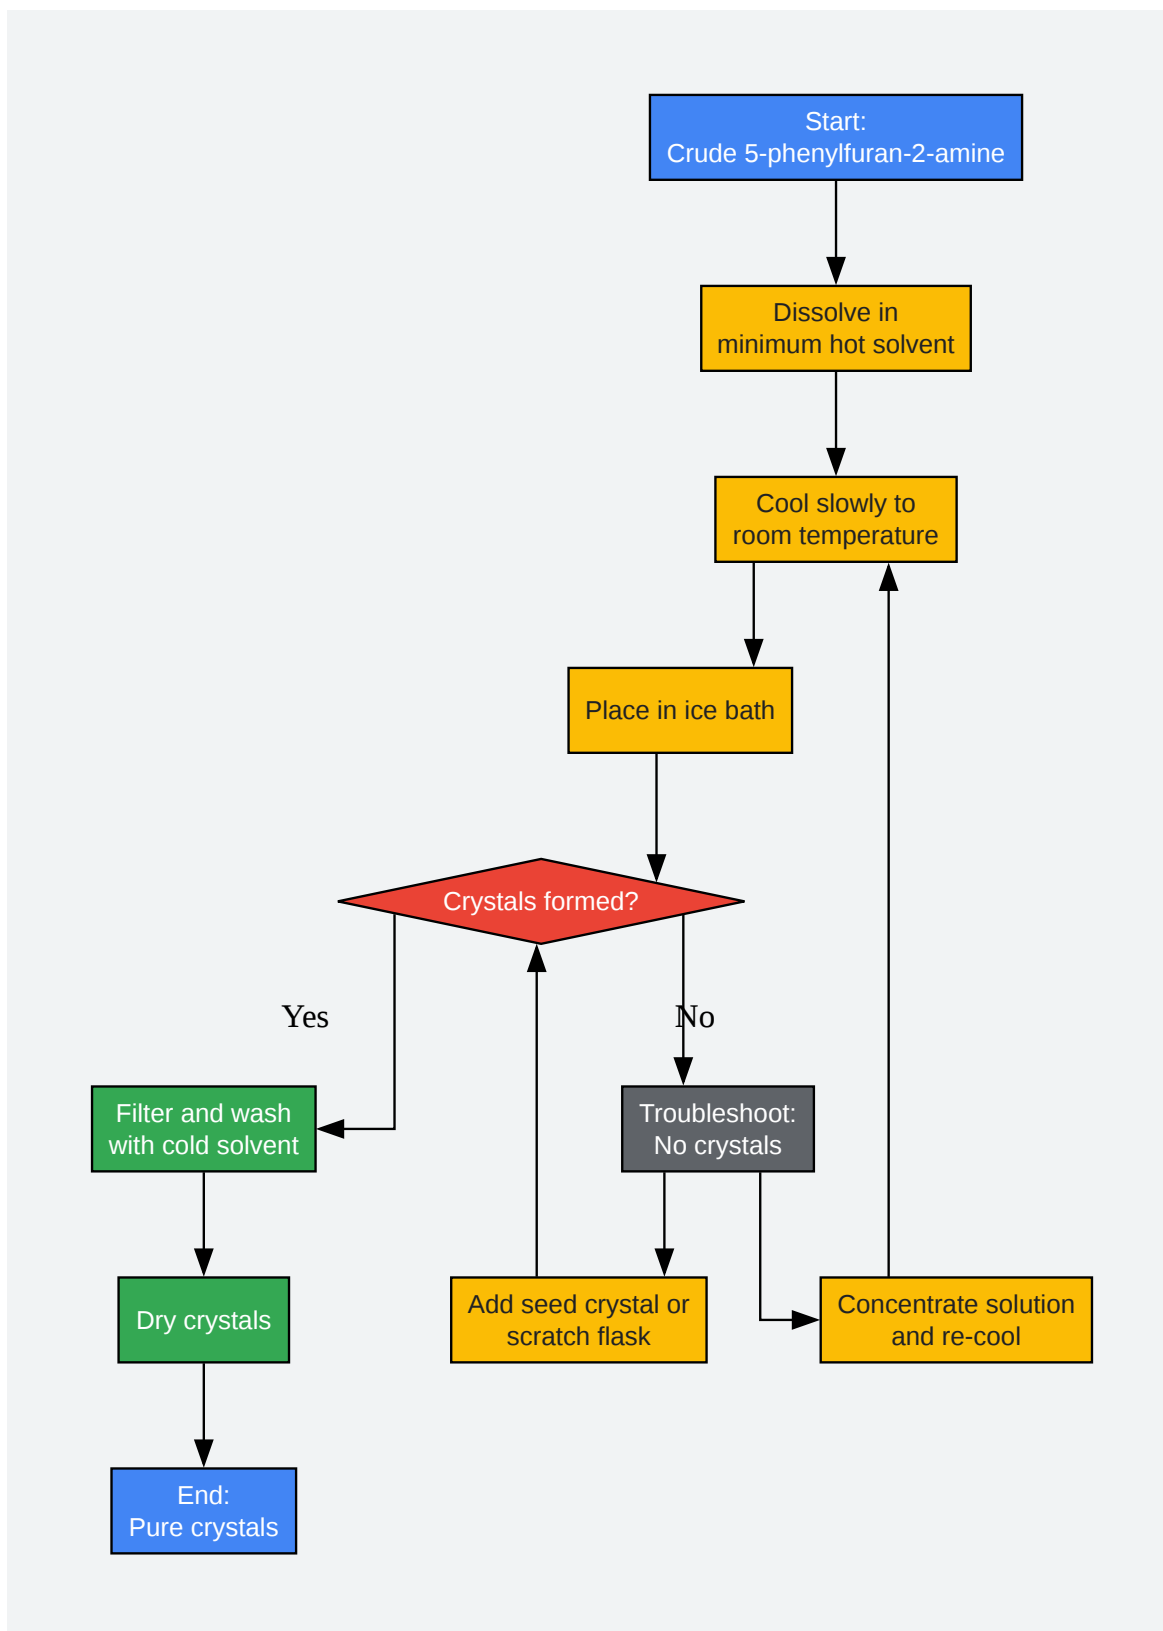 Start:
Crude 5-phenylfuran-2-amine
Dissolve in
minimum hot solvent
Cool slowly to
room temperature
Place in ice bath
Crystals formed?
Yes
No
Filter and wash
with cold solvent
Troubleshoot:
No crystals
Dry crystals
Add seed crystal or
scratch flask
Concentrate solution
and re-cool
End:
Pure crystals